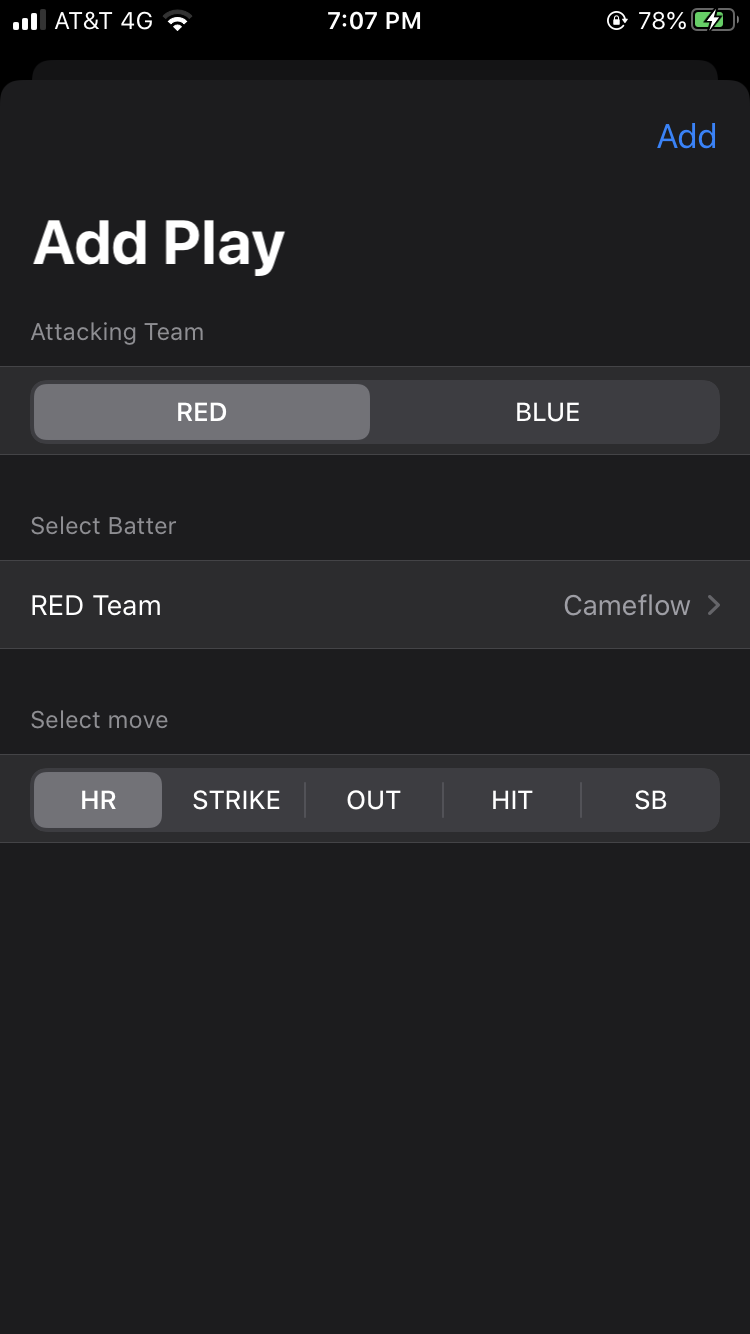 AT&T 4G 7:07 PM 78%
Add
Add Play
Attacking Team
RED BLUE
Select Batter
RED Team Cameflow
Select move
HR STRIKE OUT HIT SB